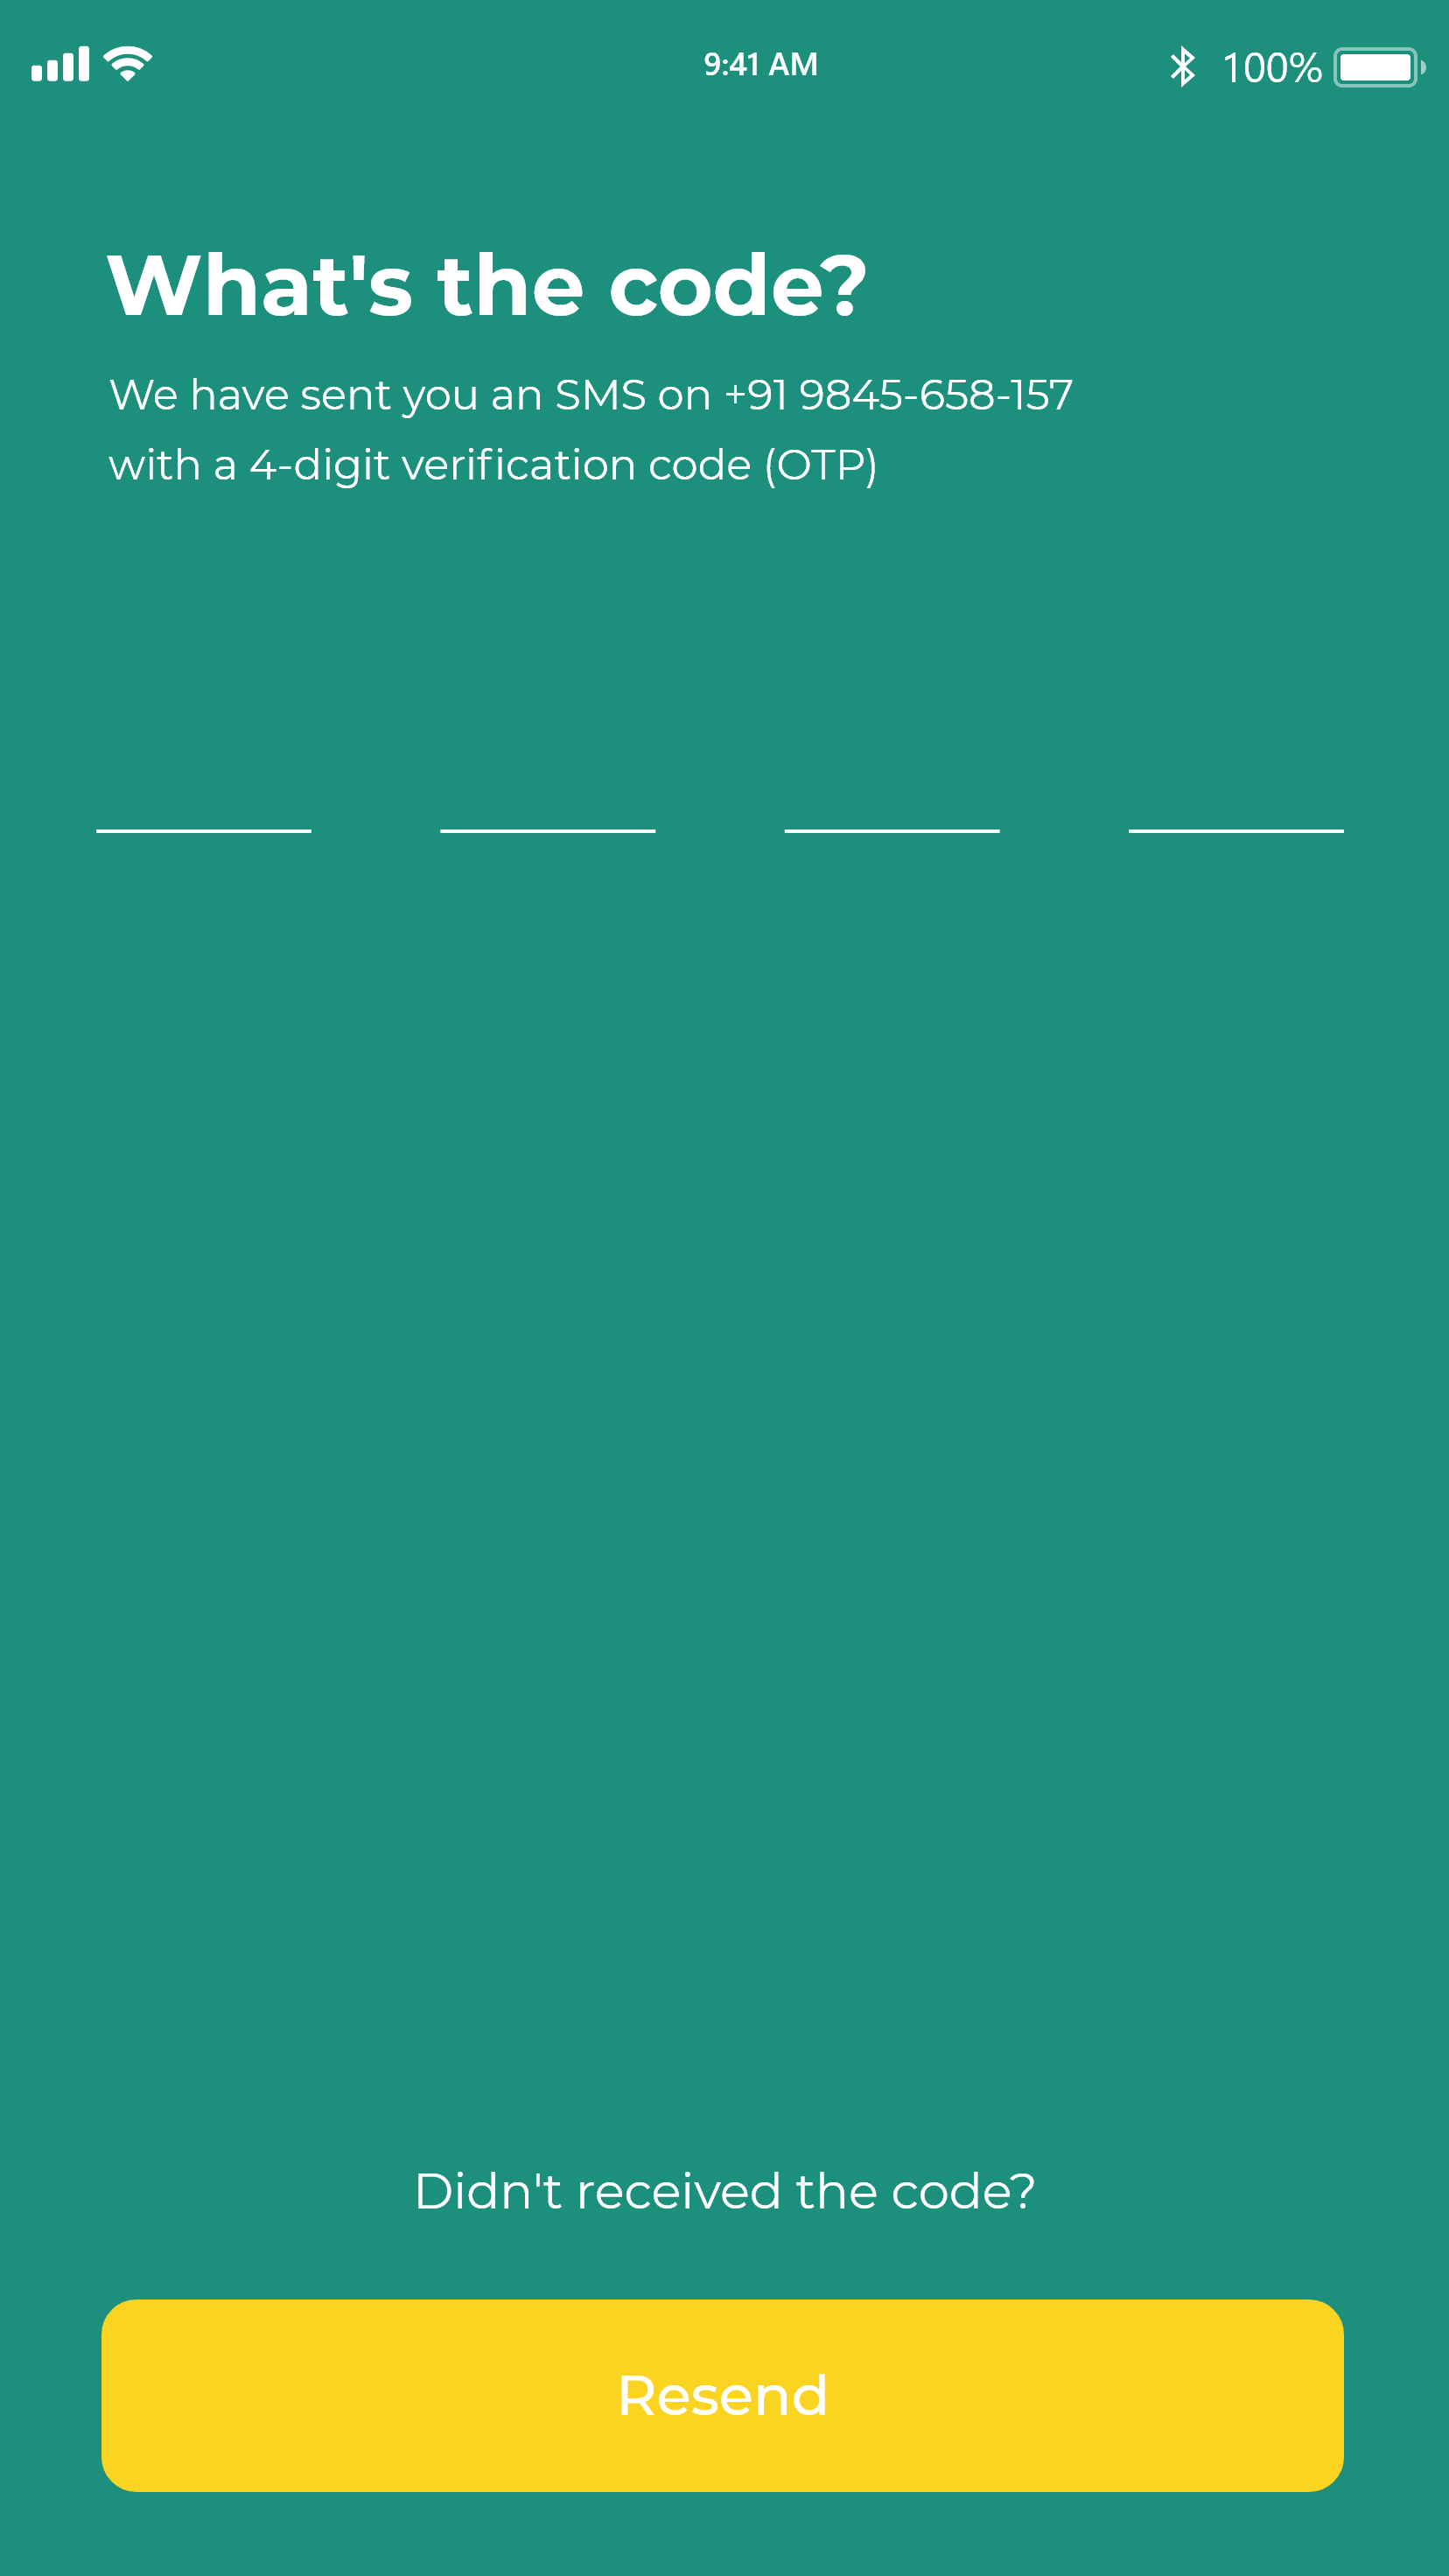 9:41 AM
100%
What's the code?
We have sent you an SMS on +91 9845-658-157
with a 4-digit verification code (OTP)
Didn't received the code?
Resend